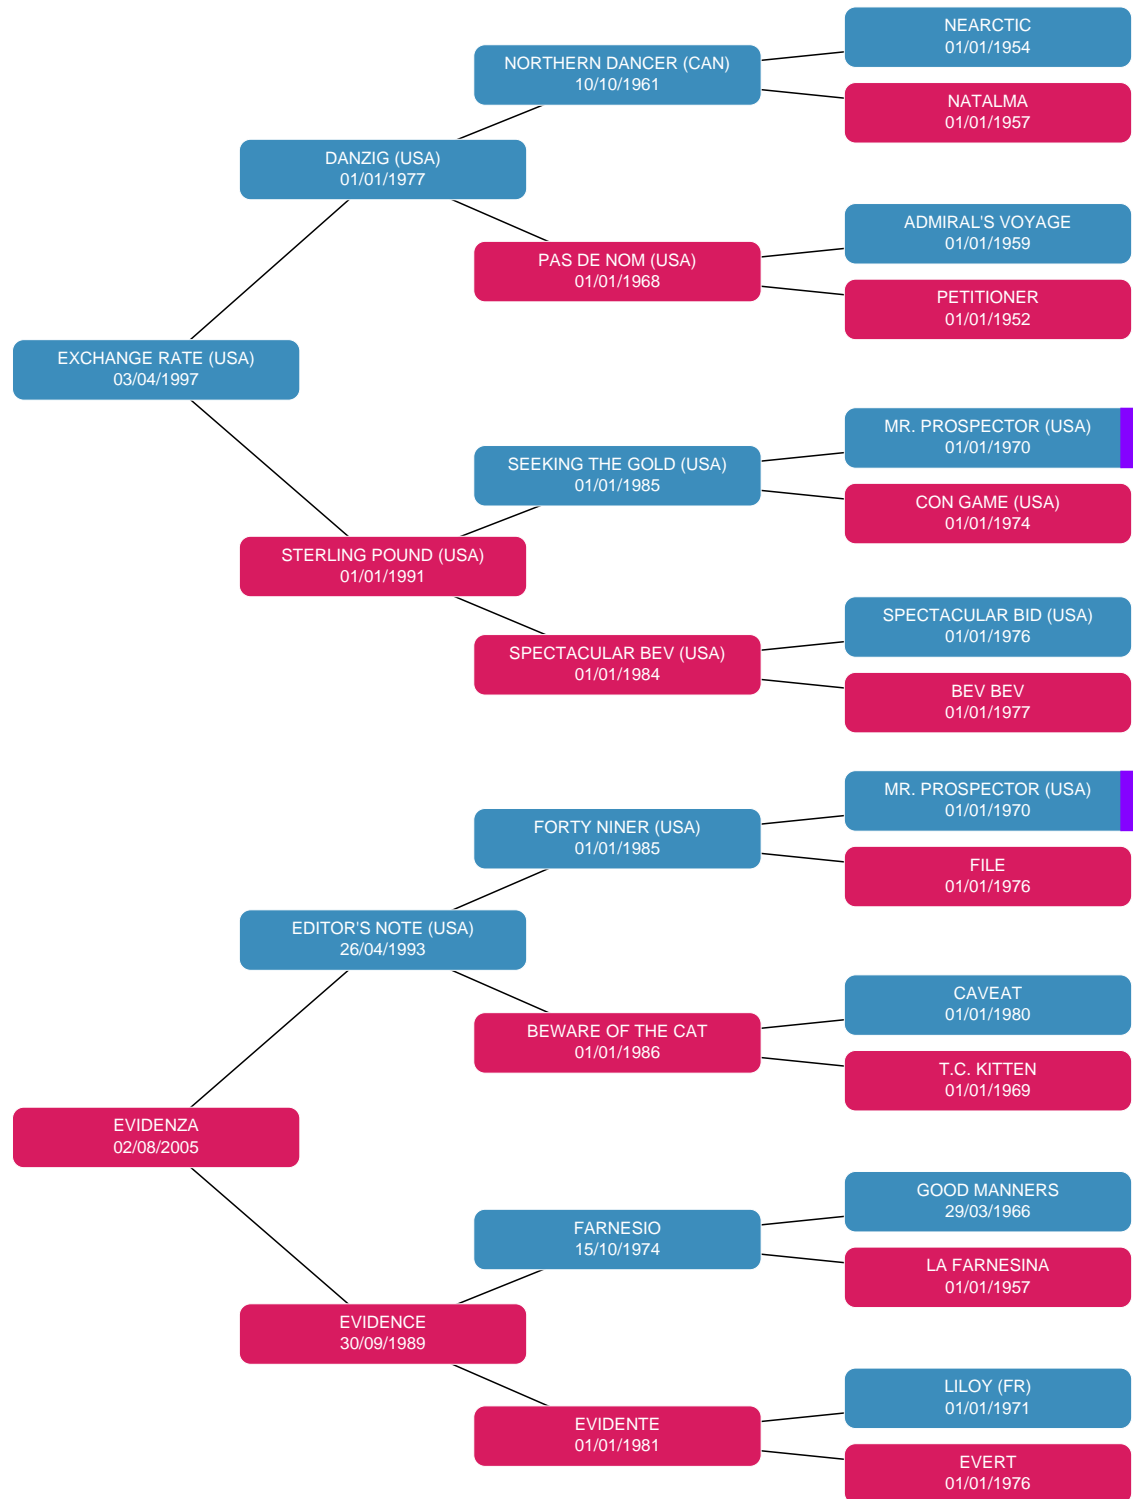 NEARCTIC
01/01/1954
NORTHERN DANCER (CAN)
10/10/1961
NATALMA
01/01/1957
DANZIG (USA)
01/01/1977
ADMIRAL'S VOYAGE
01/01/1959
PAS DE NOM (USA)
01/01/1968
PETITIONER
01/01/1952
EXCHANGE RATE (USA)
03/04/1997
MR. PROSPECTOR (USA)
01/01/1970
SEEKING THE GOLD (USA)
01/01/1985
CON GAME (USA)
01/01/1974
STERLING POUND (USA)
01/01/1991
SPECTACULAR BID (USA)
01/01/1976
SPECTACULAR BEV (USA)
01/01/1984
BEV BEV
01/01/1977
MR. PROSPECTOR (USA)
01/01/1970
FORTY NINER (USA)
01/01/1985
FILE
01/01/1976
EDITOR'S NOTE (USA)
26/04/1993
CAVEAT
01/01/1980
BEWARE OF THE CAT
01/01/1986
T.C. KITTEN
01/01/1969
EVIDENZA
02/08/2005
GOOD MANNERS
29/03/1966
FARNESIO
15/10/1974
LA FARNESINA
01/01/1957
EVIDENCE
30/09/1989
LILOY (FR)
01/01/1971
EVIDENTE
01/01/1981
EVERT
01/01/1976